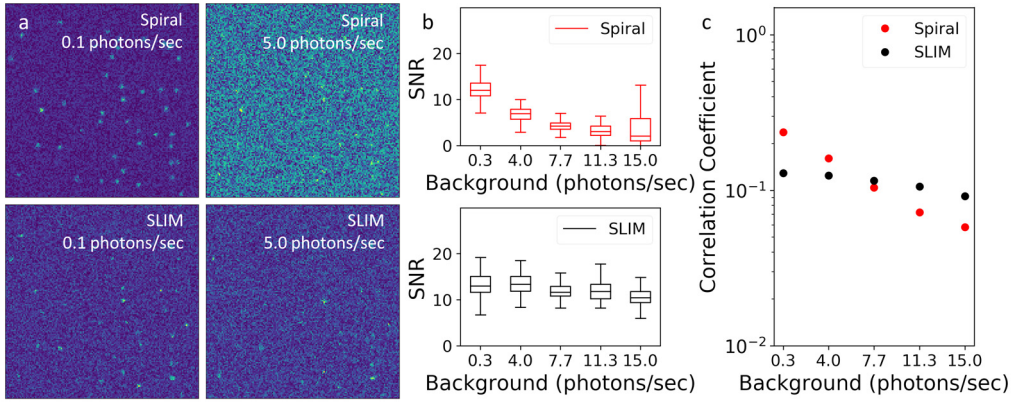 a
Spiral
0.1 photons/sec
Spiral
5.0 photons/sec
SLIM
0.1 photons/sec
SLIM
5.0 photons/sec
b
Spiral
SNR
20
10
0
0.3 4.0 7.7 11.3 15.0
Background (photons/sec)
SLIM
SNR
20
10
0
0.3 4.0 7.7 11.3 15.0
Background (photons/sec)
c
Spiral
SLIM
Correlation Coefficient
10⁰
10⁻¹
10⁻²
0.3 4.0 7.7 11.3 15.0
Background (photons/sec)